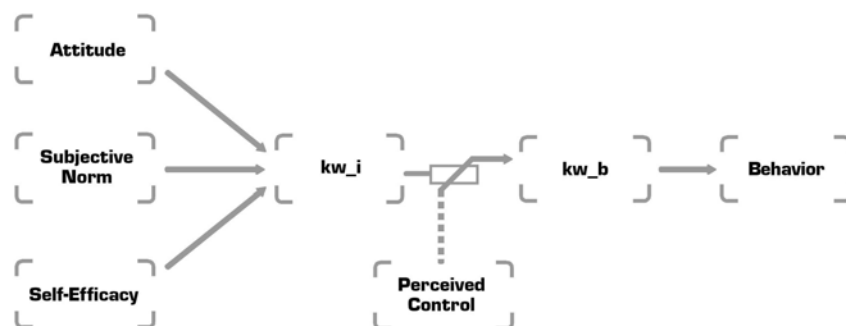 Attitude
Subjective
Norm
kw_i
kw_b
Behavior
Self-Efficacy
Perceived
Control